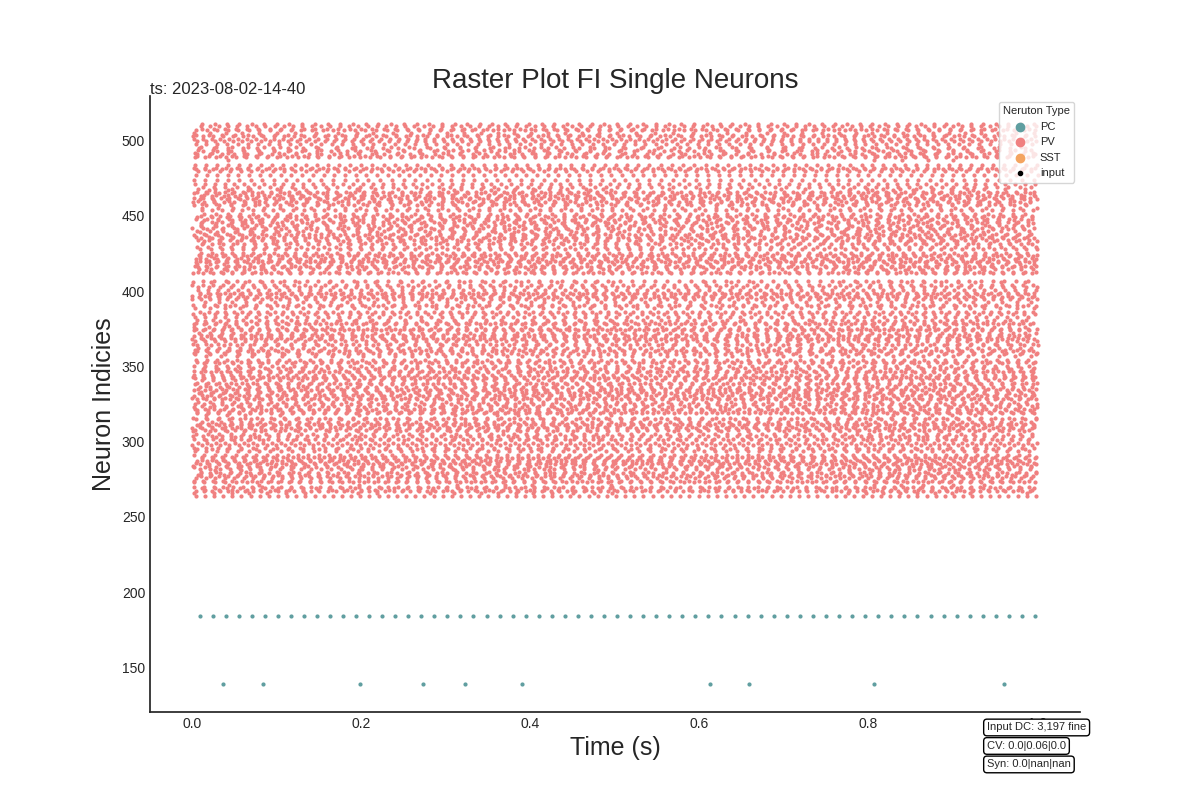 Raster Plot FI Single Neurons
ts: 2023-08-02-14-40
Neruton Type
PC
PV
SST
input
500
450
400
350
300
250
200
150
Neuron Indicies
0.0 0.2 0.4 0.6 0.8
Time (s)
Input DC: 3,197 fine
CV: 0.0|0.06|0.0
Syn: 0.0|nan|nan